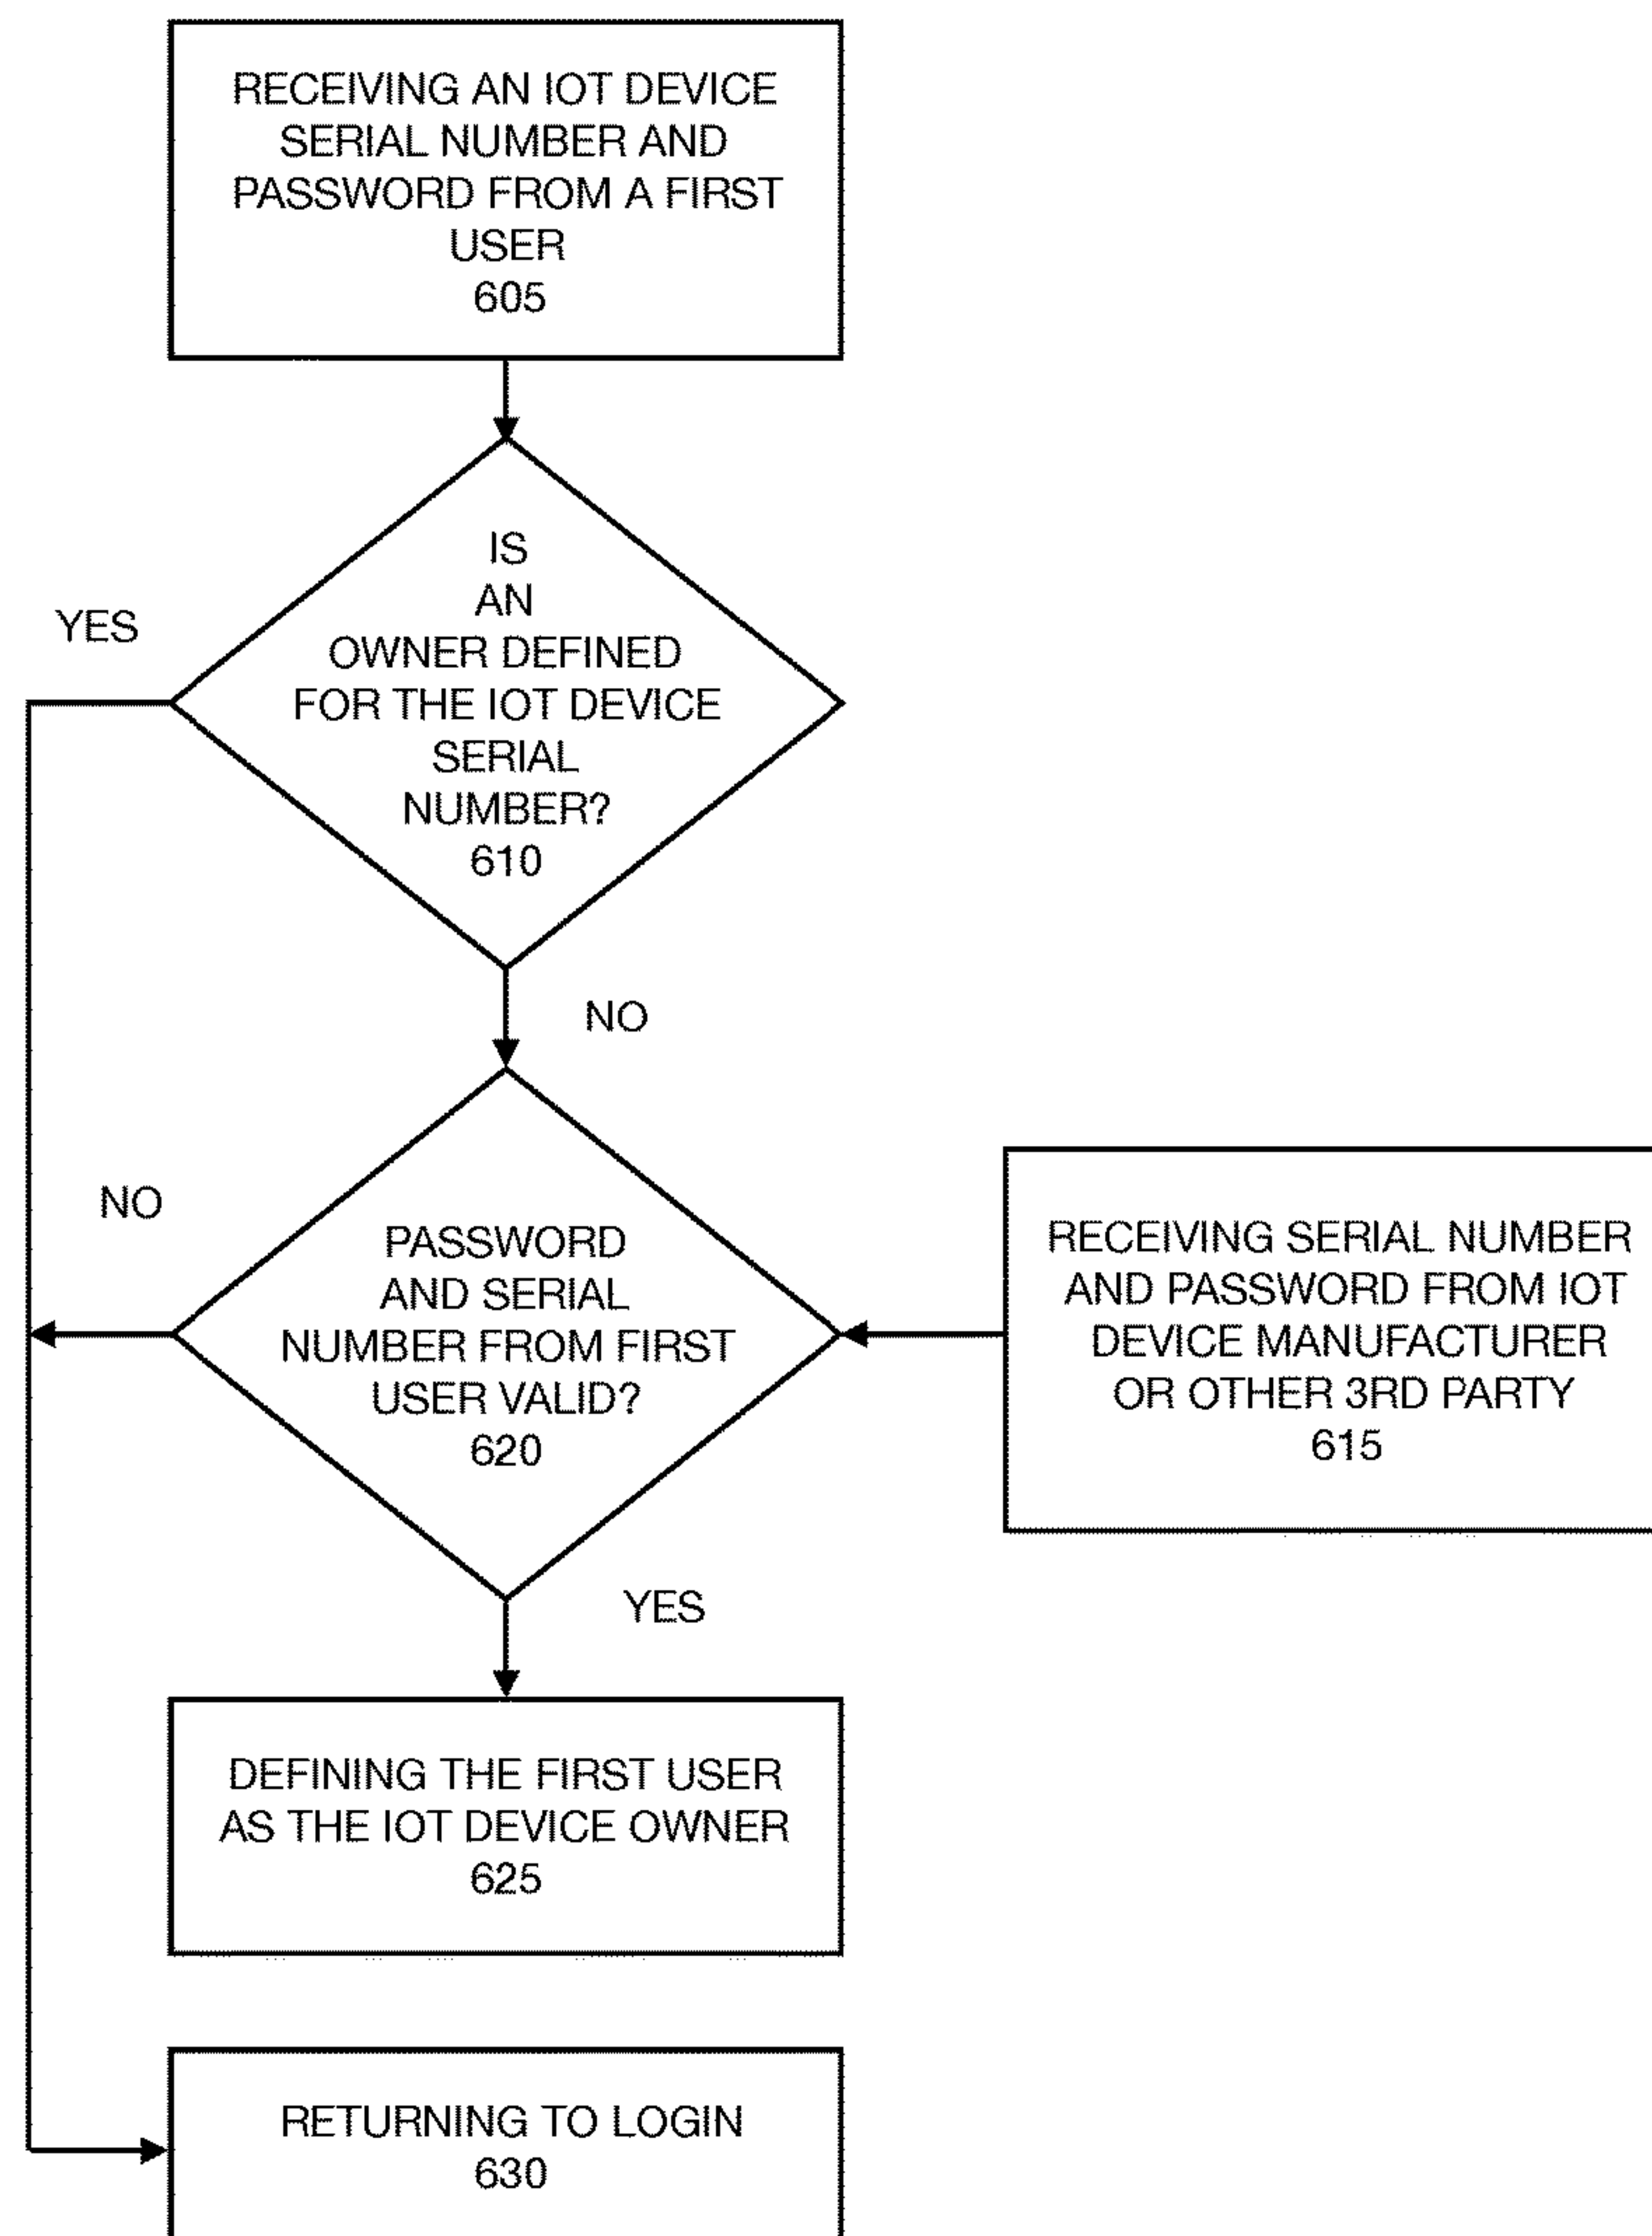 RECEIVING AN IOT DEVICE
SERIAL NUMBER AND
PASSWORD FROM A FIRST
USER
605
IS
AN
OWNER DEFINED
FOR THE IOT DEVICE
SERIAL
NUMBER?
610
YES
NO
PASSWORD
AND SERIAL
NUMBER FROM FIRST
USER VALID?
620
NO
RECEIVING SERIAL NUMBER
AND PASSWORD FROM IOT
DEVICE MANUFACTURER
OR OTHER 3RD PARTY
615
YES
DEFINING THE FIRST USER
AS THE IOT DEVICE OWNER
625
RETURNING TO LOGIN
630